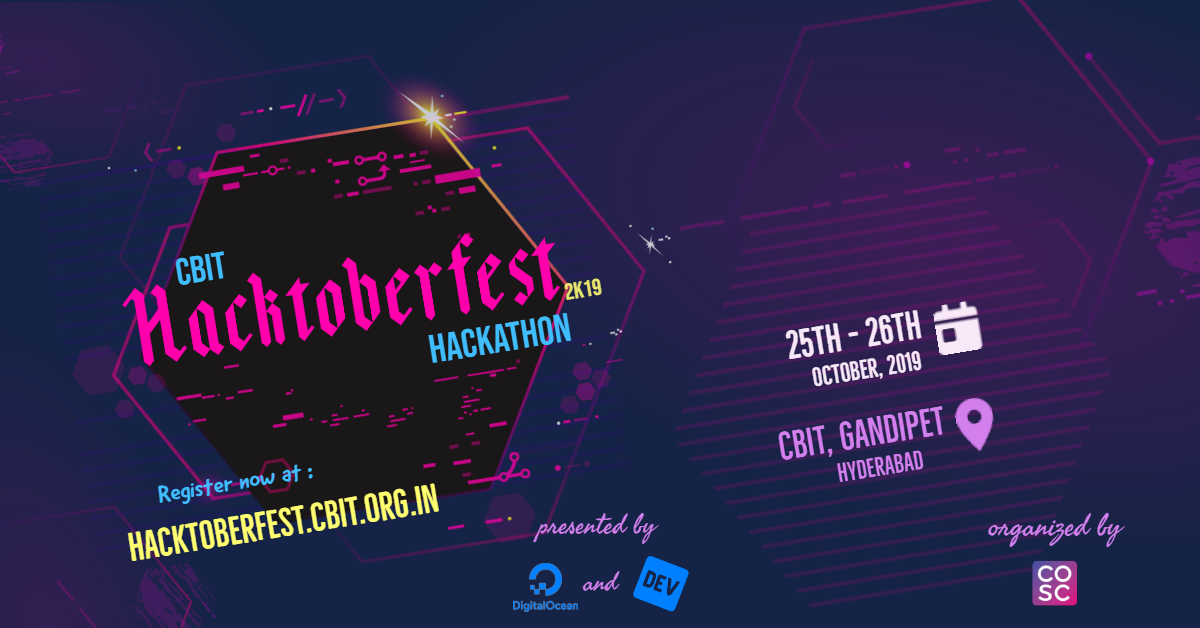 CBIT
Hacktoberfest
2K19
HACKATHON
Register now at :
HACKTOBERFEST.CBIT.ORG.IN
25TH - 26TH
OCTOBER, 2019
CBIT, GANDIPET
HYDERABAD
presented by
DigitalOcean
and
DEV
organized by
CO
SC